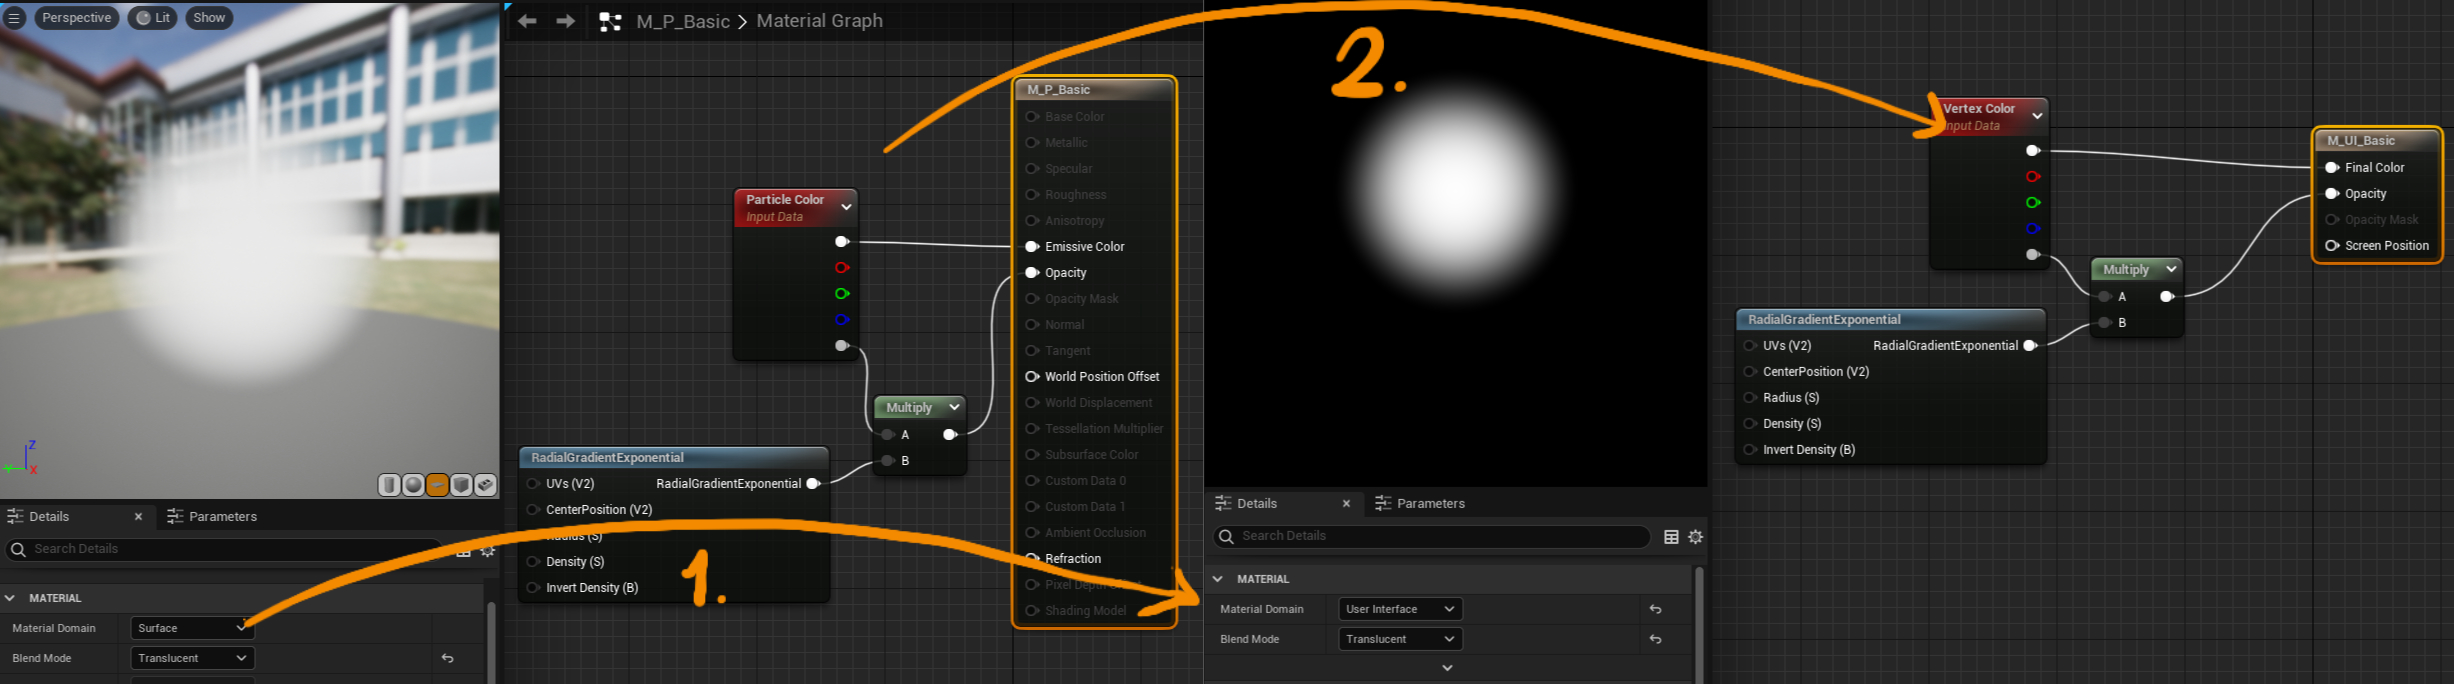 Perspective
Lit
Show
M_P_Basic > Material Graph
Particle Color
Input Data
RadialGradientExponential
UVs (V2)
RadialGradientExponential
CenterPosition (V2)
Radius (S)
Density (S)
Invert Density (B)
Multiply
A
B
M_P_Basic
Base Color
Metallic
Specular
Roughness
Anisotropy
Emissive Color
Opacity
Opacity Mask
Normal
Tangent
World Position Offset
World Displacement
Tessellation Multiplier
Subsurface Color
Custom Data 0
Custom Data 1
Ambient Occlusion
Refraction
Pixel Depth
Shading Model
Z
Y
X
Details
Parameters
Search Details
MATERIAL
Material Domain
Surface
Blend Mode
Translucent
1.
2.
Details
Parameters
Search Details
MATERIAL
Material Domain
User Interface
Blend Mode
Translucent
Vertex Color
Input Data
RadialGradientExponential
UVs (V2)
RadialGradientExponential
CenterPosition (V2)
Radius (S)
Density (S)
Invert Density (B)
Multiply
A
B
M_UI_Basic
Final Color
Opacity
Opacity Mask
Screen Position